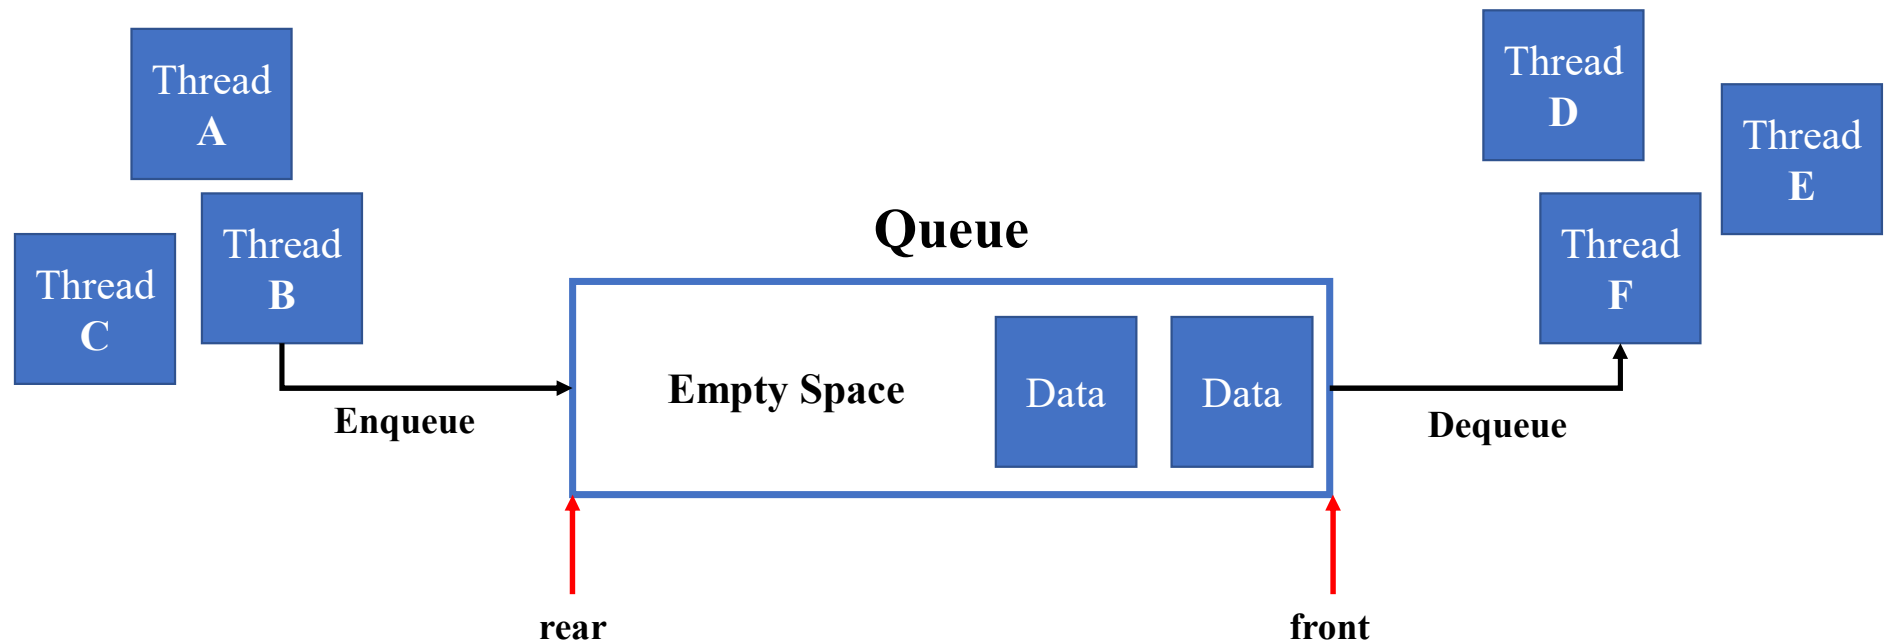 Thread
A
Thread
B
Thread
C
Enqueue
Queue
Empty Space
Data
Data
rear
front
Dequeue
Thread
D
Thread
E
Thread
F